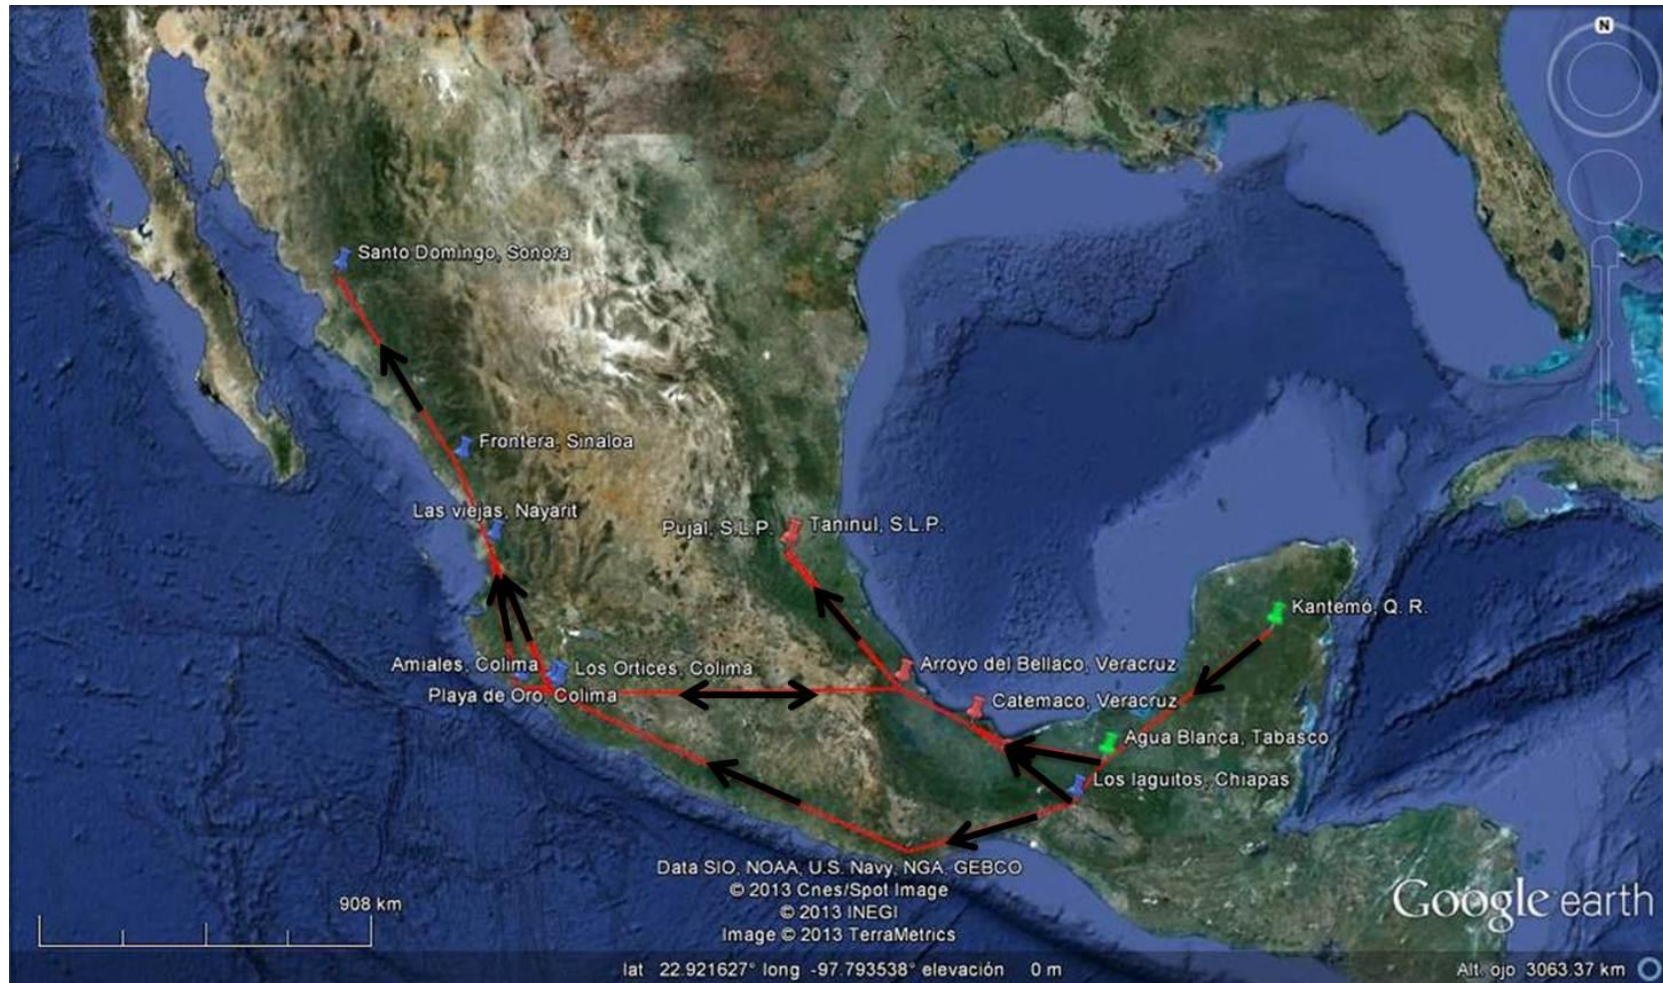 N
Santo Domingo, Sonora
Frontera, Sinaloa
Las viejas, Nayarit
Pujal, S.L.P.
Taninul, S.L.P.
Kantemó, Q. R.
Amiales, Colima
Los Ortices, Colima
Arroyo del Bellaco, Veracruz
Playa de Oro, Colima
Catemaco, Veracruz
Agua Blanca, Tabasco
Los laguitos, Chiapas
Data SIO, NOAA, U.S. Navy, NGA, GEBCO
© 2013 Cnes/Spot Image
© 2013 INEGI
Image © 2013 TerraMetrics
908 km
Google earth
lat 22.921627° long -97.793538° elevación 0 m
Alt. ojo 3063.37 km